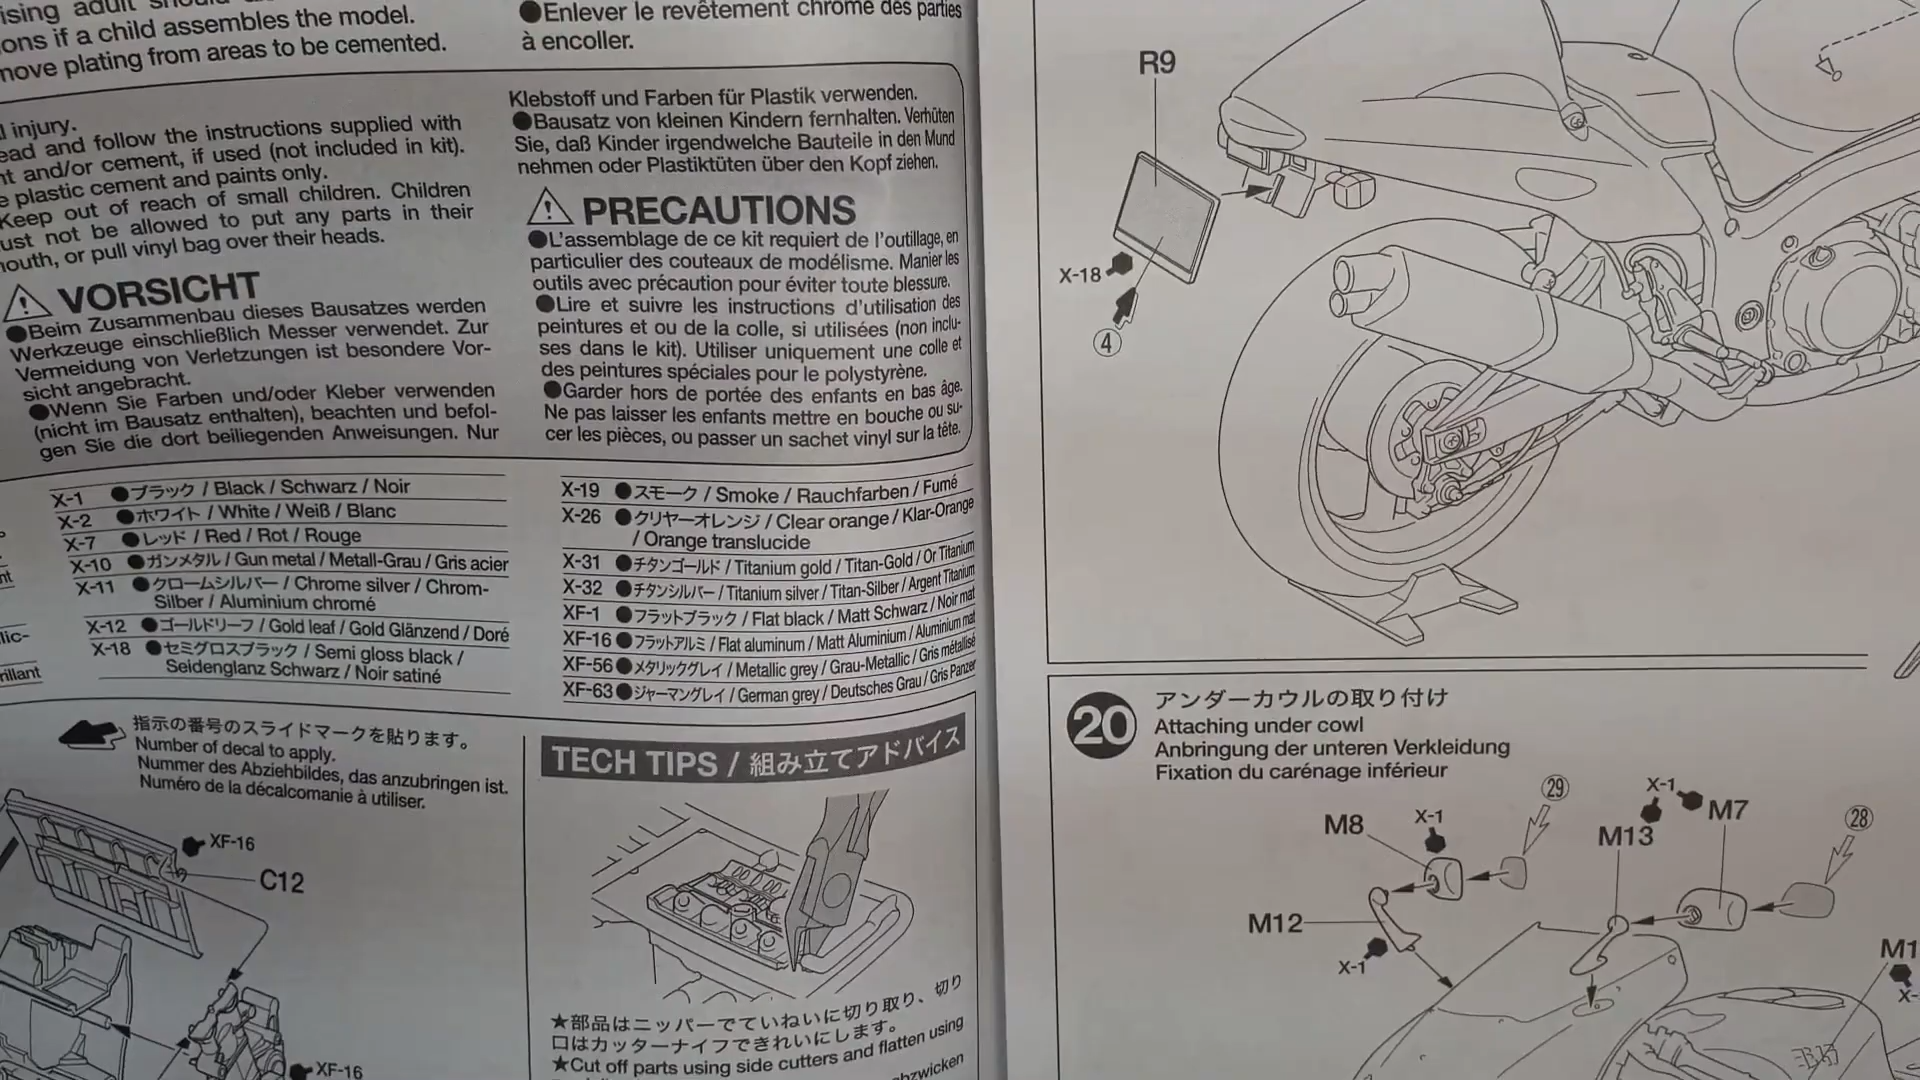 ising adult should
ons if a child assembles the model.
move plating from areas to be cemented.
●Enlever le revêtement chrome des parties
à encoller.
l injury.
ead and follow the instructions supplied with
nt and/or cement, if used (not included in kit).
e plastic cement and paints only.
Keep out of reach of small children. Children
ust not be allowed to put any parts in their
mouth, or pull vinyl bag over their heads.
VORSICHT
●Beim Zusammenbau dieses Bausatzes werden
Werkzeuge einschließlich Messer verwendet. Zur
Vermeidung von Verletzungen ist besondere Vor-
sicht angebracht.
●Wenn Sie Farben und/oder Kleber verwenden
(nicht im Bausatz enthalten), beachten und befol-
gen Sie die dort beiliegenden Anweisungen. Nur
Klebstoff und Farben für Plastik verwenden.
●Bausatz von kleinen Kindern fernhalten. Verhüten
Sie, daß Kinder irgendwelche Bauteile in den Mund
nehmen oder Plastiktüten über den Kopf ziehen.
PRECAUTIONS
●L'assemblage de ce kit requiert de l'outillage, en
particulier des couteaux de modélisme. Manier les
outils avec précaution pour éviter toute blessure.
●Lire et suivre les instructions d'utilisation des
peintures et ou de la colle, si utilisées (non inclu-
ses dans le kit). Utiliser uniquement une colle et
des peintures spéciales pour le polystyrène.
●Garder hors de portée des enfants en bas âge.
Ne pas laisser les enfants mettre en bouche ou su-
cer les pièces, ou passer un sachet vinyl sur la tête.
X-1 ●ブラック / Black / Schwarz / Noir
X-2 ●ホワイト / White / Weiß / Blanc
X-7 ●レッド / Red / Rot / Rouge
X-10 ●ガンメタル / Gun metal / Metall-Grau / Gris acier
X-11 ●クロームシルバー / Chrome silver / Chrom-
Silber / Aluminium chromé
X-12 ●ゴールドリーフ / Gold leaf / Gold Glänzend / Doré
X-18 ●セミグロスブラック / Semi gloss black /
Seidenglanz Schwarz / Noir satiné
X-19 ●スモーク / Smoke / Rauchfarben / Fumé
X-26 ●クリヤーオレンジ / Clear orange / Klar-Orange
/ Orange translucide
X-31 ●チタンゴールド / Titanium gold / Titan-Gold / Or Titanium
X-32 ●チタンシルバー / Titanium silver / Titan-Silber / Argent Titanium
XF-1 ●フラットブラック / Flat black / Matt Schwarz / Noir mat
XF-16 ●フラットアルミ / Flat aluminum / Matt Aluminium / Aluminium mat
XF-56 ●メタリックグレイ / Metallic grey / Grau-Metallic / Gris métallisé
XF-63 ●ジャーマングレイ / German grey / Deutsches Grau / Gris Panzer
nt
lic-
rillant
指示の番号のスライドマークを貼ります。
Number of decal to apply.
Nummer des Abziehbildes, das anzubringen ist.
Numéro de la décalcomanie à utiliser.
XF-16
C12
XF-16
TECH TIPS / 組み立てアドバイス
★部品はニッパーでていねいに切り取り、切り
口はカッターナイフできれいにします。
★Cut off parts using side cutters and flatten using
abzwicken
R9
X-18
④
20
アンダーカウルの取り付け
Attaching under cowl
Anbringung der unteren Verkleidung
Fixation du carénage inférieur
M8
X-1
㉙
X-1
M7
M13
㉘
M12
X-1
M1
X-